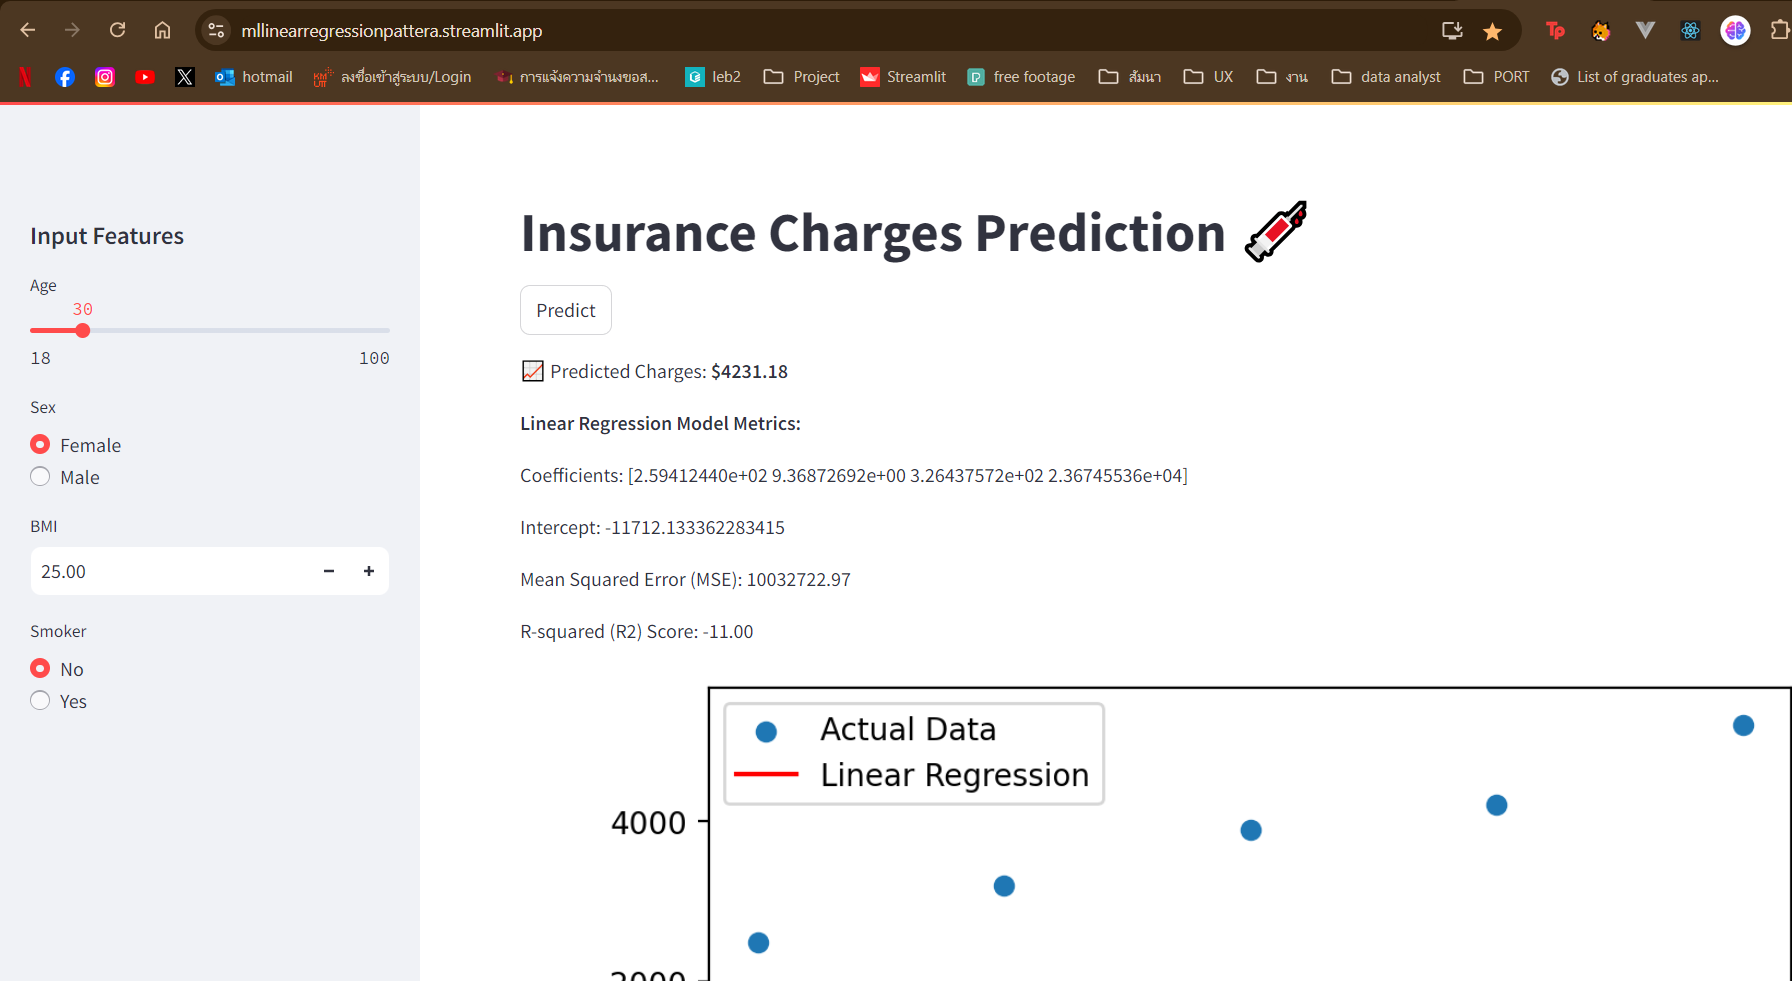 mllinearregressionpattera.streamlit.app
Tp
hotmail
KMUTT
ลงชื่อเข้าสู่ระบบ/Login
การแจ้งความจำนงขอส...
leb2
Project
Streamlit
free footage
สัมนา
UX
งาน
data analyst
PORT
List of graduates ap...
Input Features
Age
30
18 100
Sex
Female
Male
BMI
25.00
Smoker
No
Yes
Insurance Charges Prediction
Predict
Predicted Charges: $4231.18
Linear Regression Model Metrics:
Coefficients: [2.59412440e+02 9.36872692e+00 3.26437572e+02 2.36745536e+04]
Intercept: -11712.133362283415
Mean Squared Error (MSE): 10032722.97
R-squared (R2) Score: -11.00
Actual Data
Linear Regression
4000
3000